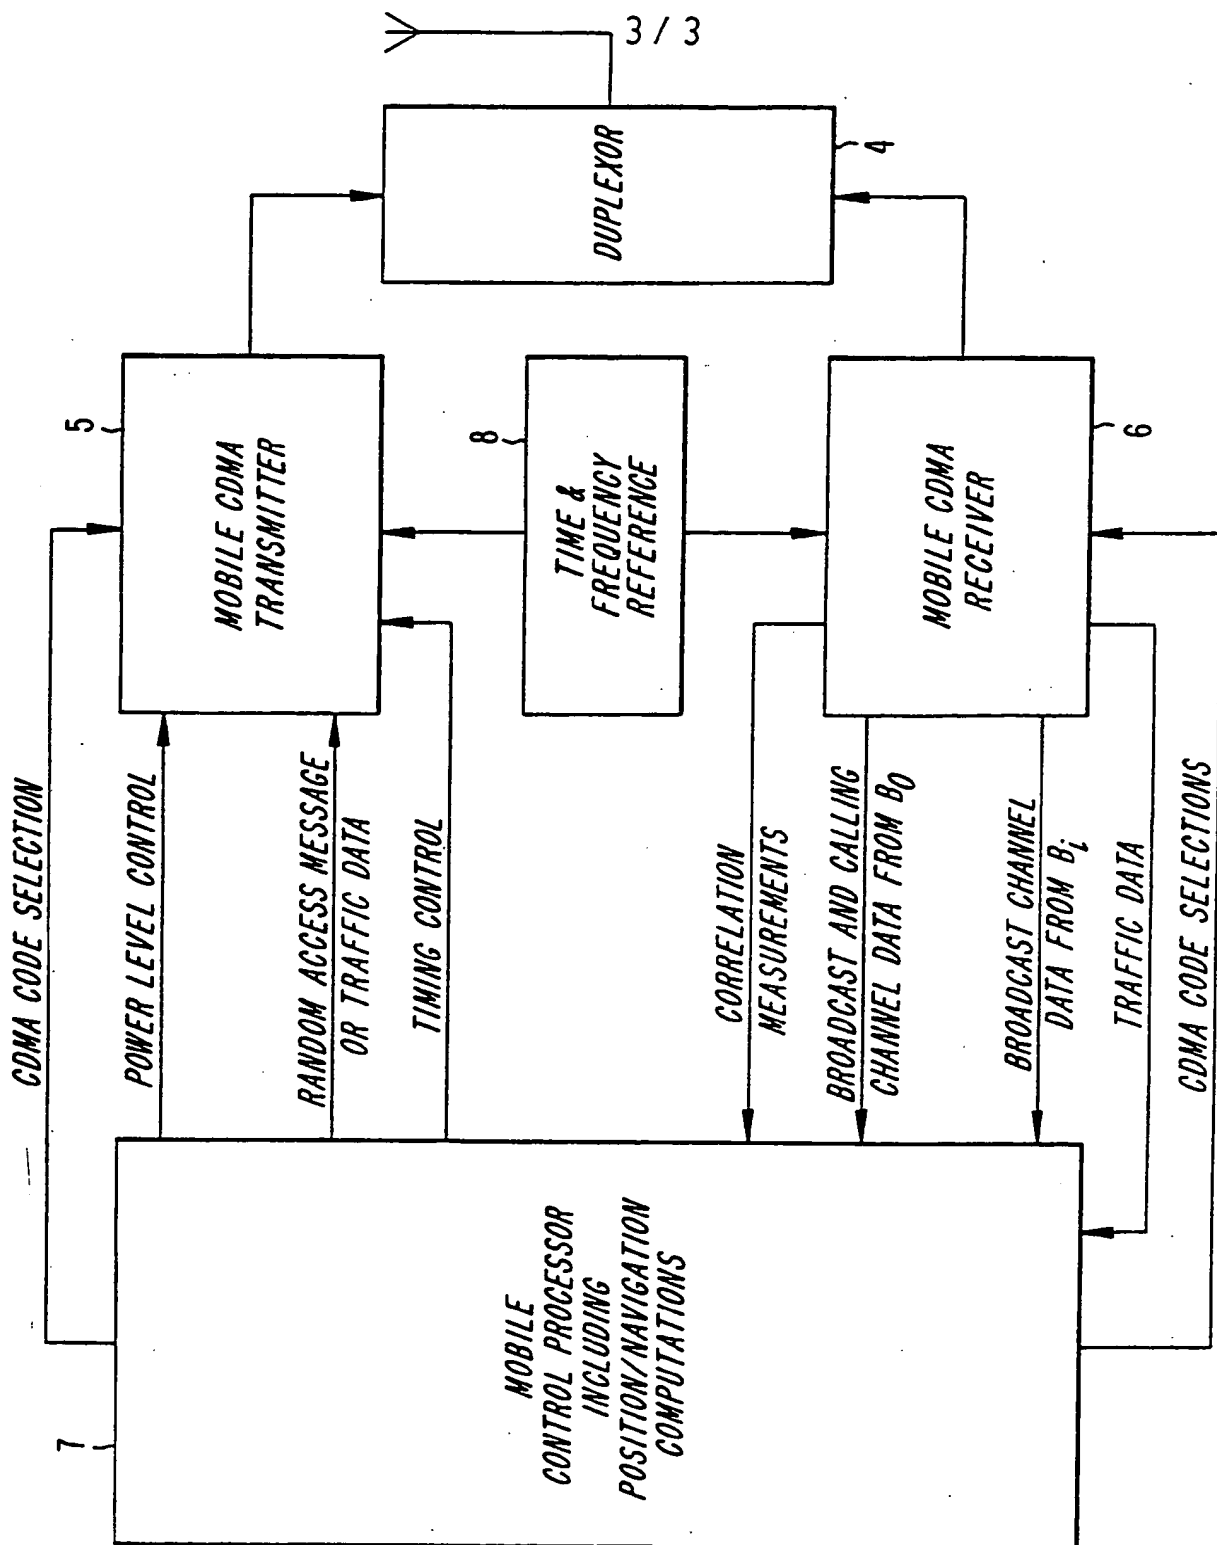 3/3
DUPLEXOR
4
5
MOBILE CDMA
TRANSMITTER
8
TIME &
FREQUENCY
REFERENCE
6
MOBILE CDMA
RECEIVER
CDMA CODE SELECTION
POWER LEVEL CONTROL
RANDOM ACCESS MESSAGE
OR TRAFFIC DATA
TIMING CONTROL
CORRELATION
MEASUREMENTS
BROADCAST AND CALLING
CHANNEL DATA FROM B0
BROADCAST CHANNEL
DATA FROM Bi
TRAFFIC DATA
CDMA CODE SELECTIONS
7
MOBILE
CONTROL PROCESSOR
INCLUDING
POSITION/NAVIGATION
COMPUTATIONS